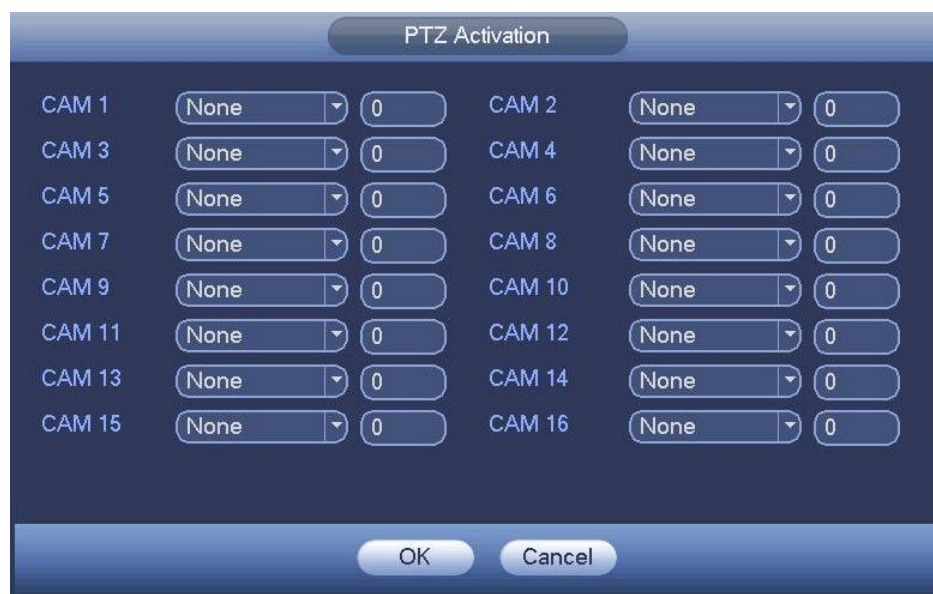 PTZ Activation
CAM 1 None 0 CAM 2 None 0
CAM 3 None 0 CAM 4 None 0
CAM 5 None 0 CAM 6 None 0
CAM 7 None 0 CAM 8 None 0
CAM 9 None 0 CAM 10 None 0
CAM 11 None 0 CAM 12 None 0
CAM 13 None 0 CAM 14 None 0
CAM 15 None 0 CAM 16 None 0
OK Cancel